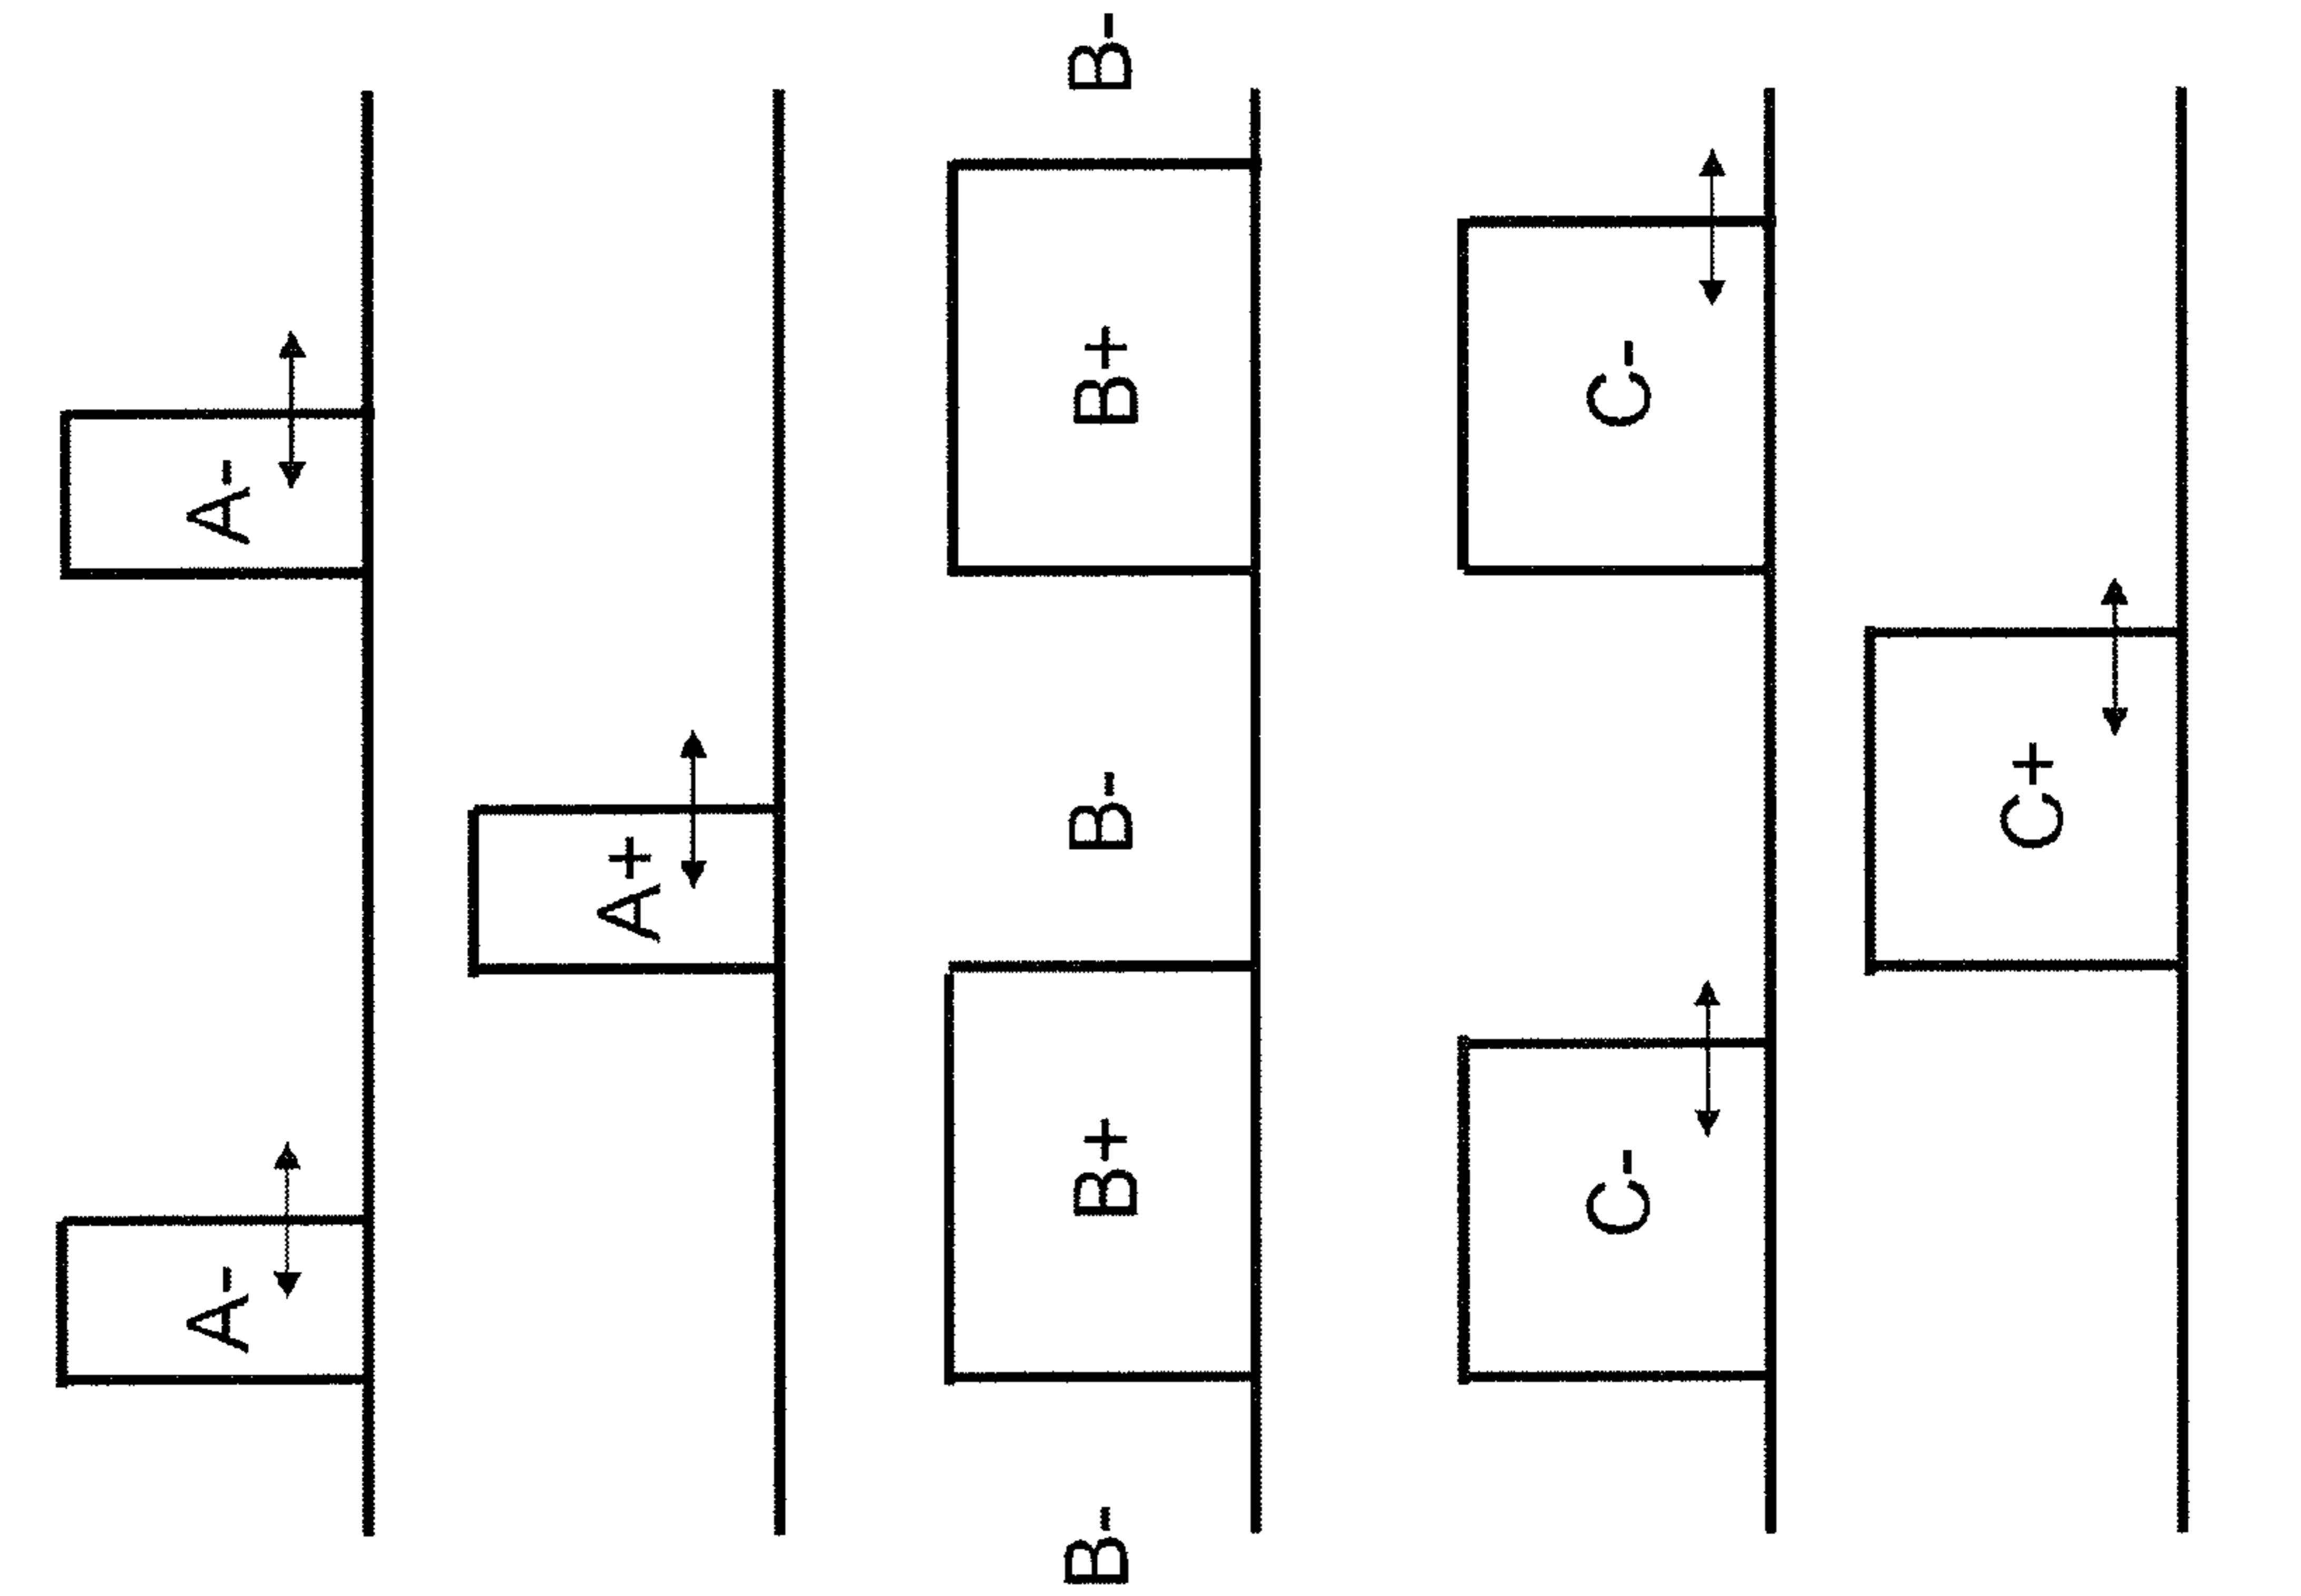 A- A-
A+
B- B+ B- B+ B-
C- C-
C+